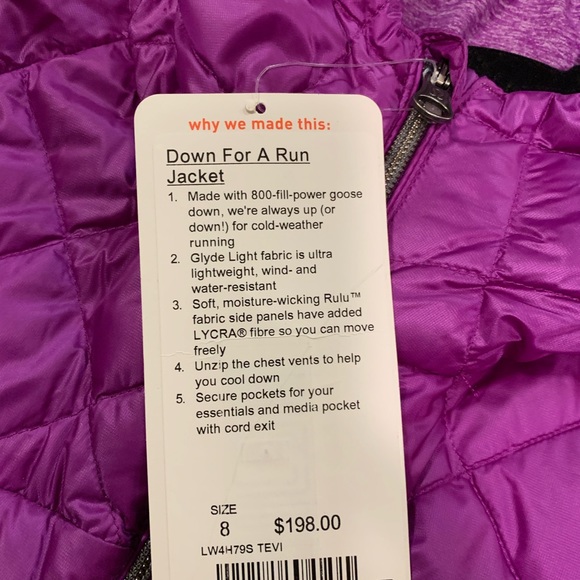 why we made this:
Down For A Run
Jacket
1. Made with 800-fill-power goose
down, we're always up (or
down!) for cold-weather
running
2. Glyde Light fabric is ultra
lightweight, wind- and
water-resistant
3. Soft, moisture-wicking Rulu™
fabric side panels have added
LYCRA® fibre so you can move
freely
4. Unzip the chest vents to help
you cool down
5. Secure pockets for your
essentials and media pocket
with cord exit
SIZE
8 $198.00
LW4H79S TEVI